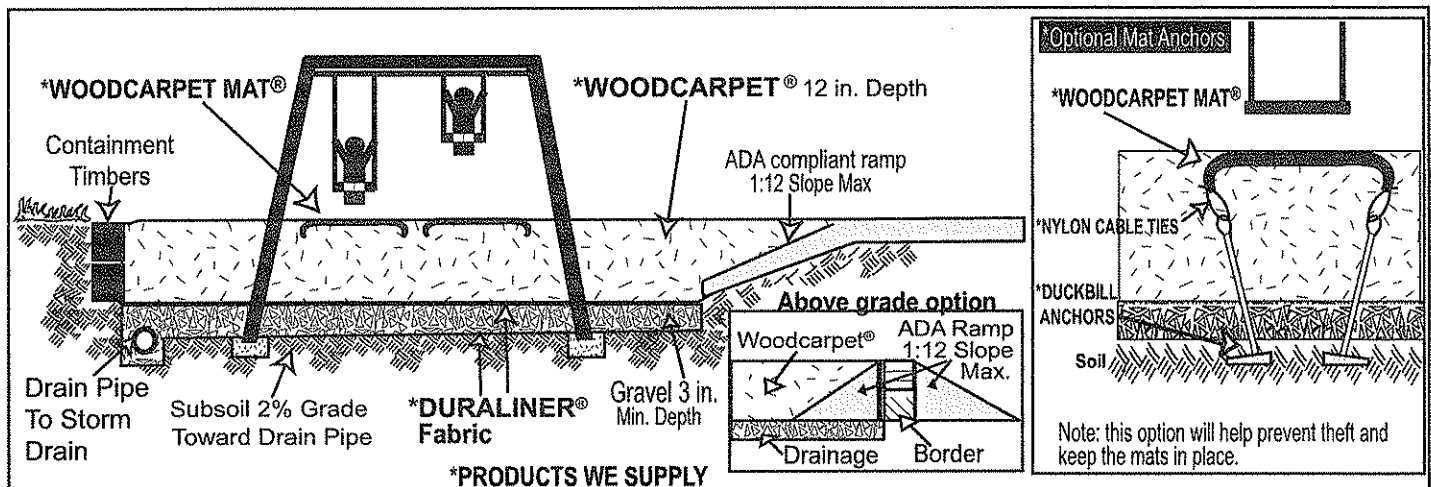 *WOODCARPET MAT®
*WOODCARPET® 12 in. Depth
Containment
Timbers
ADA compliant ramp
1:12 Slope Max
Drain Pipe
To Storm
Drain
Subsoil 2% Grade
Toward Drain Pipe
*DURALINER®
Fabric
Gravel 3 in.
Min. Depth
*PRODUCTS WE SUPPLY
Above grade option
Woodcarpet®
ADA Ramp
1:12 Slope
Max.
Drainage
Border
*Optional Mat Anchors
*WOODCARPET MAT®
*NYLON CABLE TIES
*DUCKBILL
ANCHORS
Soil
Note: this option will help prevent theft and
keep the mats in place.